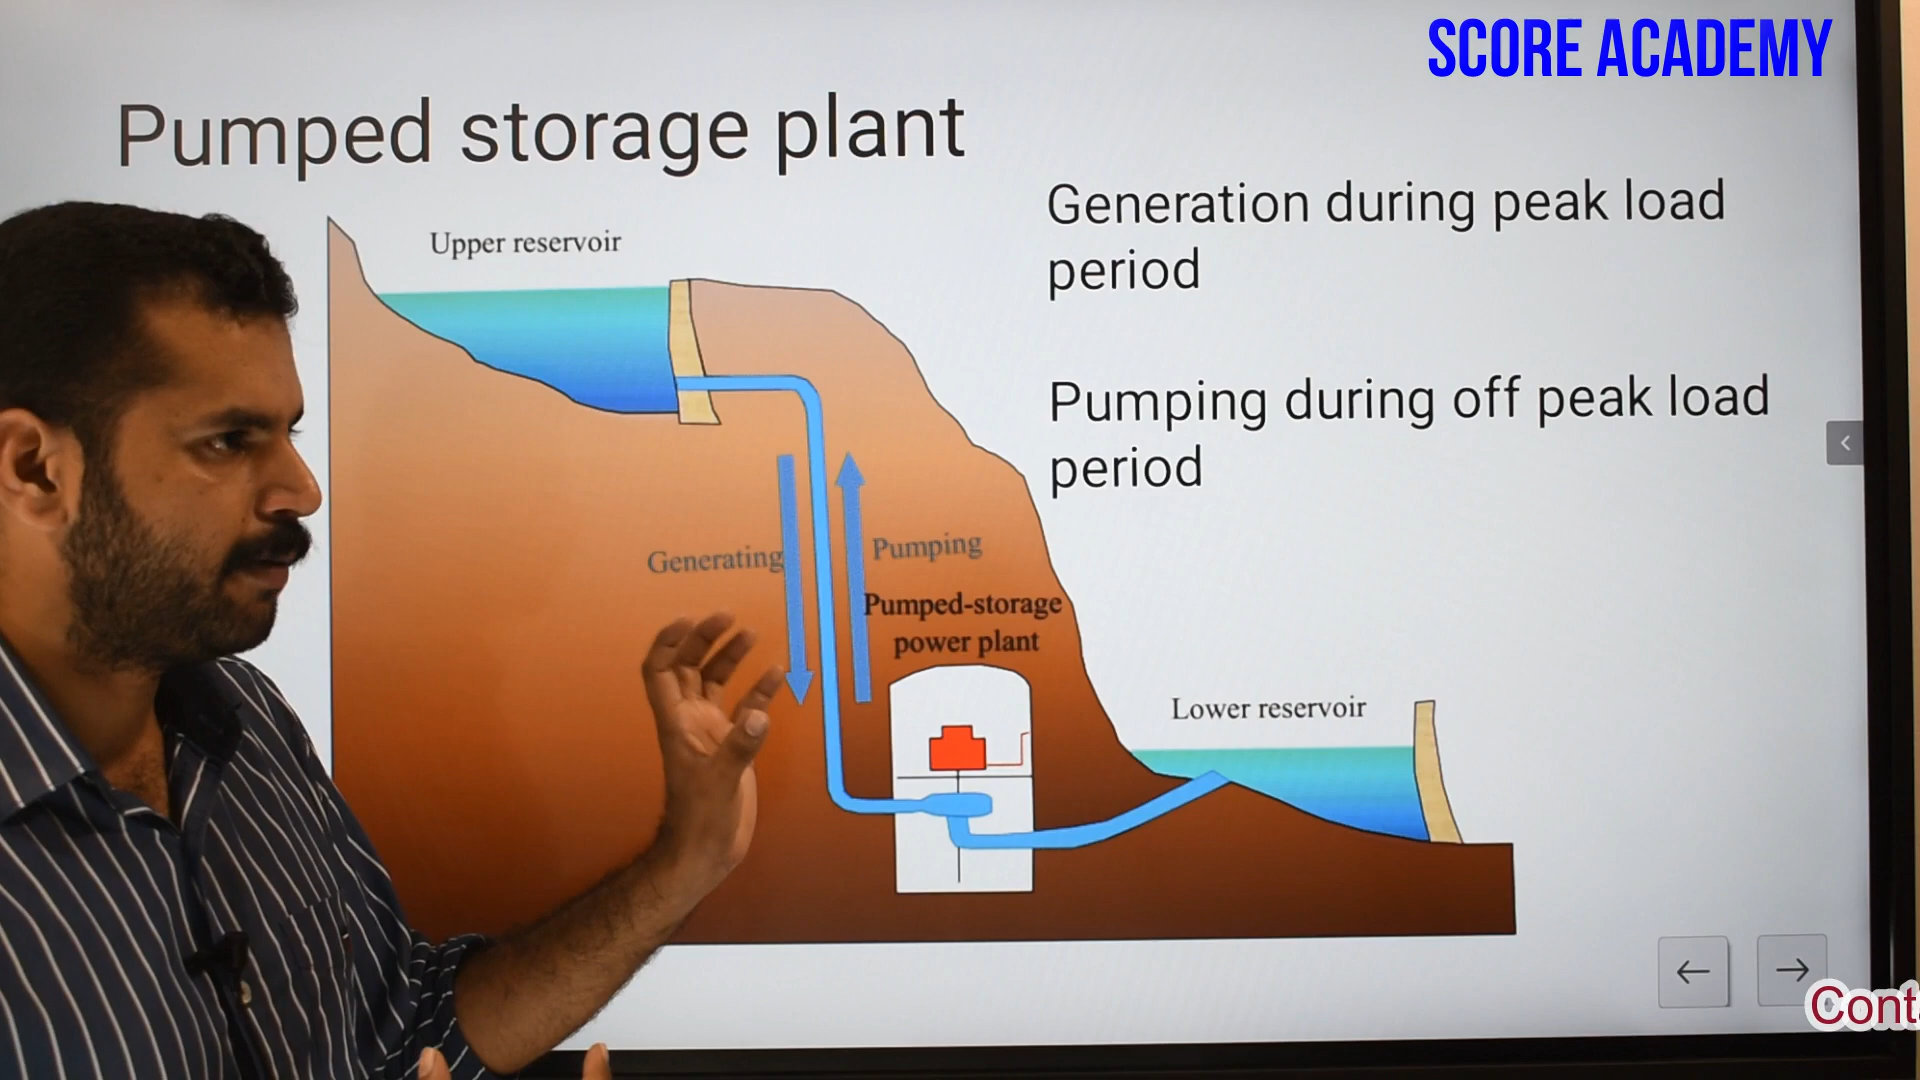 SCORE ACADEMY
Pumped storage plant
Generation during peak load
period
Upper reservoir
Pumping during off peak load
period
Generating
Pumping
Pumped-storage
power plant
Lower reservoir